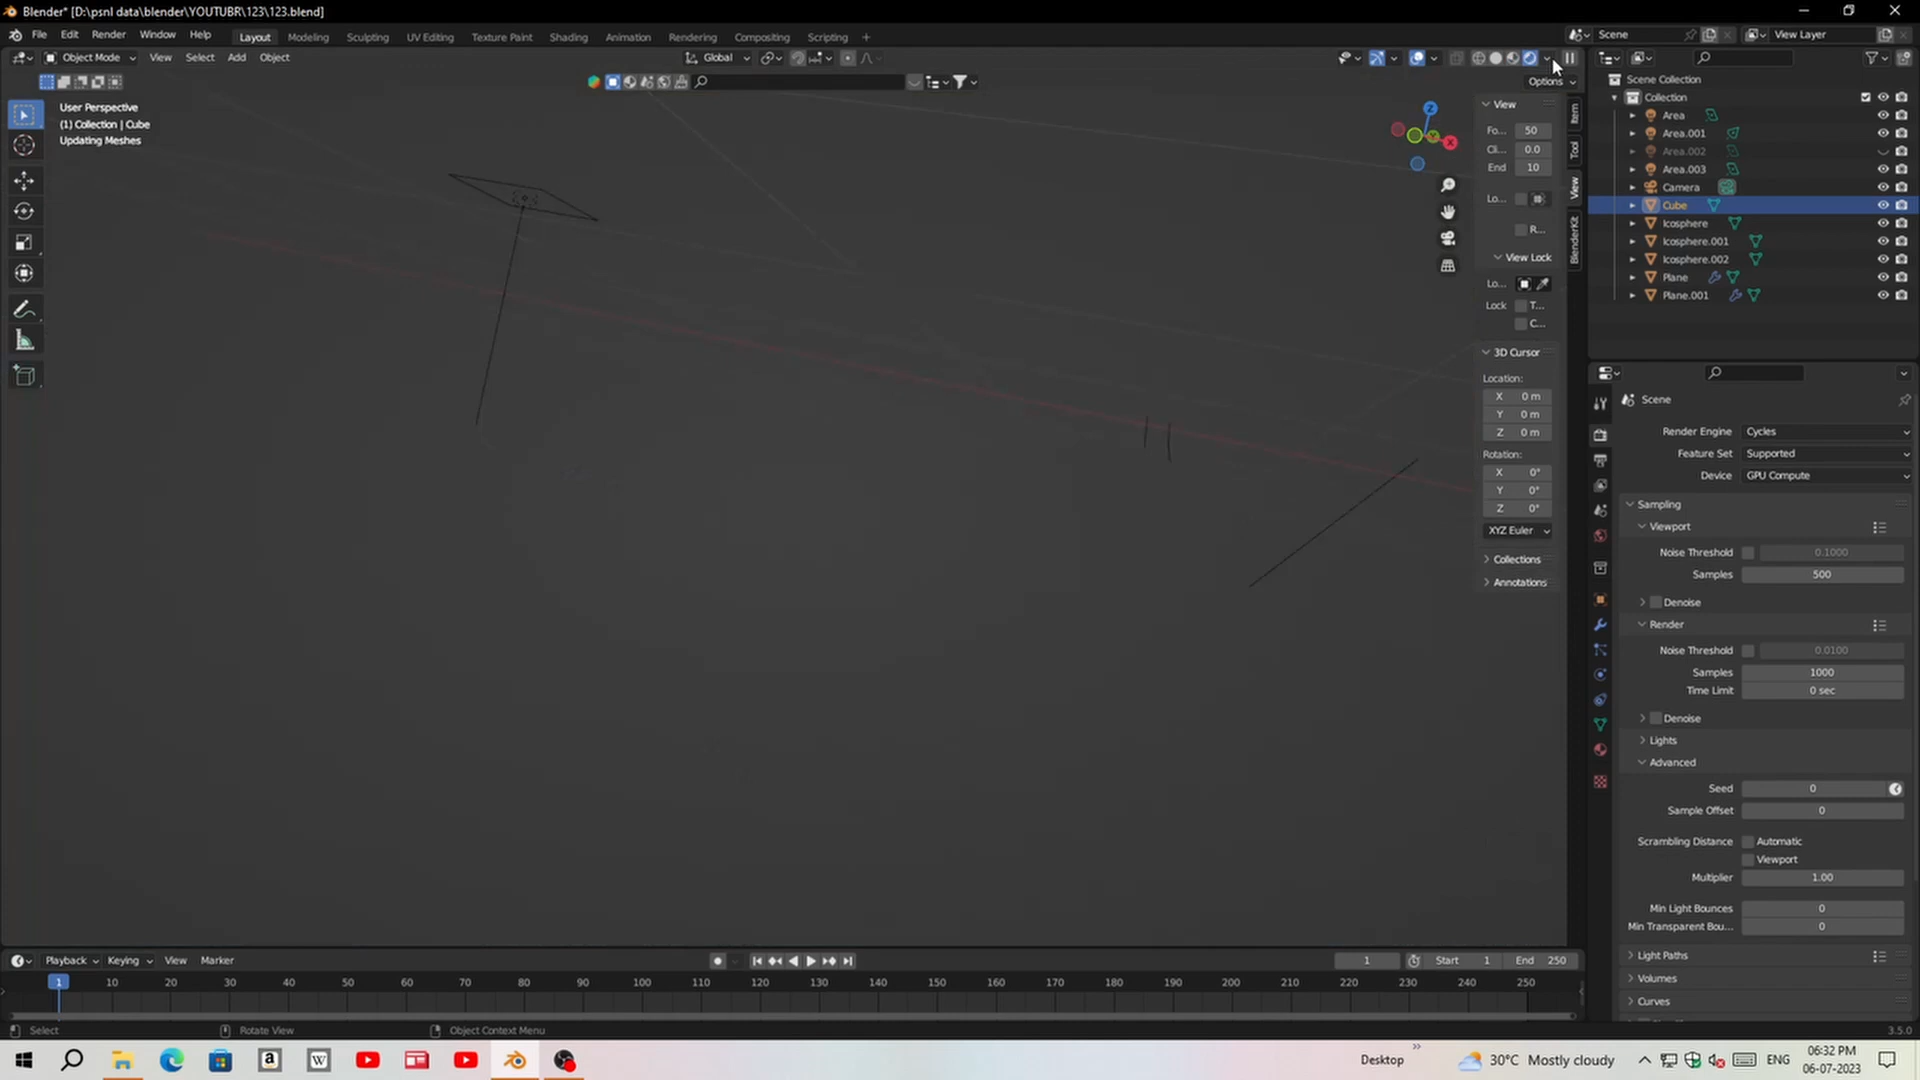 Blender* [D:\psnl data\blender\YOUTUBR\123\123.blend]
File Edit Render Window Help Layout Modeling Sculpting UV Editing Texture Paint Shading Animation Rendering Compositing Scripting + Scene View Layer
Object Mode View Select Add Object Global
Options
User Perspective
(1) Collection | Cube
Updating Meshes
Z
X
View
Fo... 50
Cli... 0.0
End 10
Lo...
R...
View Lock
Lo...
Lock T...
C...
3D Cursor
Location:
X 0 m
Y 0 m
Z 0 m
Rotation:
X 0°
Y 0°
Z 0°
XYZ Euler
Collections
Annotations
Item
Tool
View
BlenderKit
Scene Collection
Collection
Area
Area.001
Area.002
Area.003
Camera
Cube
Icosphere
Icosphere.001
Icosphere.002
Plane
Plane.001
Scene
Render Engine Cycles
Feature Set Supported
Device GPU Compute
Sampling
Viewport
Noise Threshold 0.1000
Samples 500
Denoise
Render
Noise Threshold 0.0100
Samples 1000
Time Limit 0 sec
Denoise
Lights
Advanced
Seed 0
Sample Offset 0
Scrambling Distance Automatic
Viewport
Multiplier 1.00
Min Light Bounces 0
Min Transparent Bou... 0
Light Paths
Volumes
Curves
Playback Keying View Marker 1 Start 1 End 250
1 10 20 30 40 50 60 70 80 90 100 110 120 130 140 150 160 170 180 190 200 210 220 230 240 250
Select Rotate View Object Context Menu 3.5.0
Desktop 30°C Mostly cloudy ENG 06:32 PM
06-07-2023